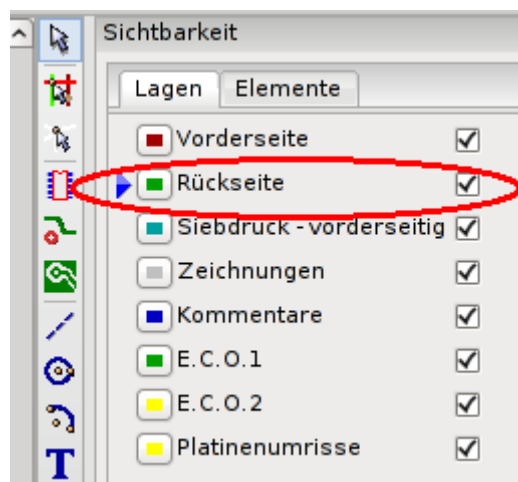 Sichtbarkeit
Lagen Elemente
Vorderseite
Rückseite
Siebdruck - vorderseitig
Zeichnungen
Kommentare
E.C.O.1
E.C.O.2
Platinenumrisse
T